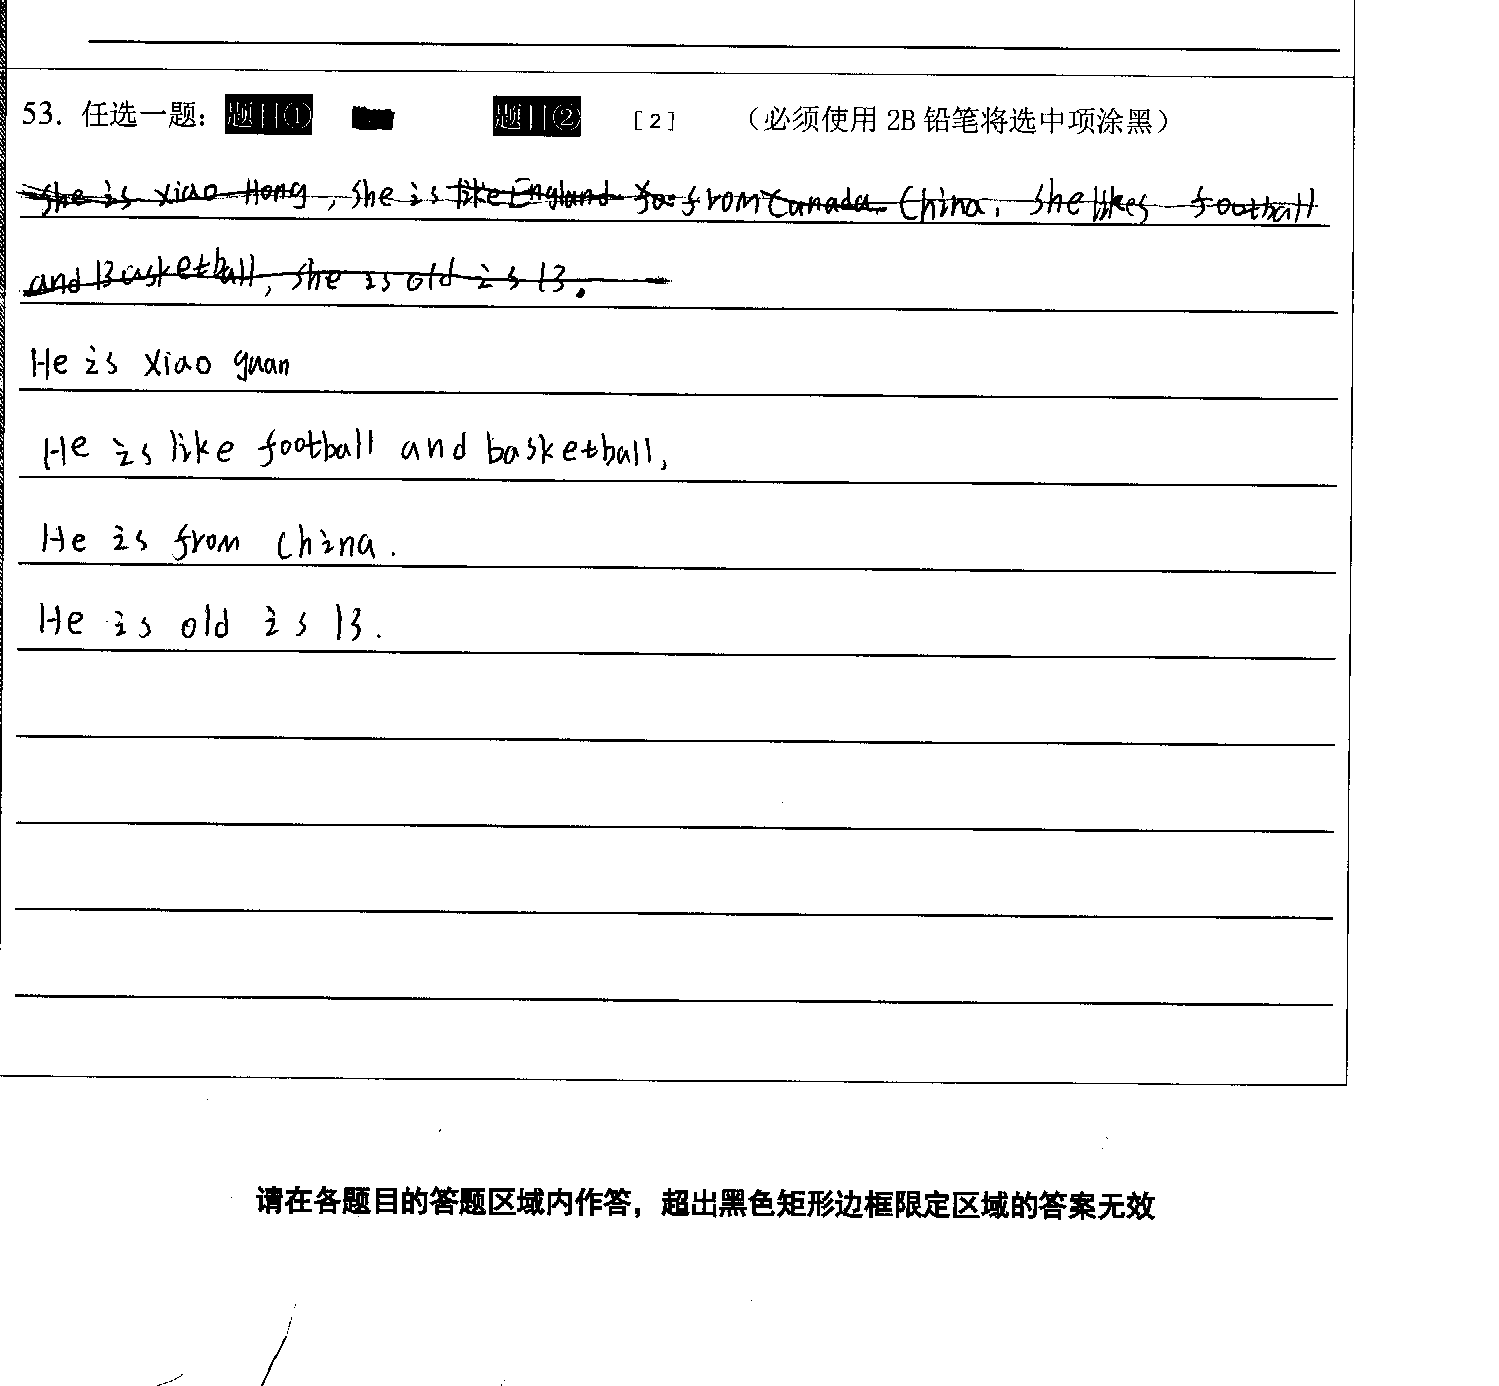 53. 任选一题： 题目① 题目② [2] （必须使用 2B 铅笔将选中项涂黑）
She is xiao Hong, She is like England from Canada. China. She likes football
and Basketball, She is old is 13.
He is xiao guan
He is like football and basketball,
He is from China.
He is old is 13.
请在各题目的答题区域内作答，超出黑色矩形边框限定区域的答案无效